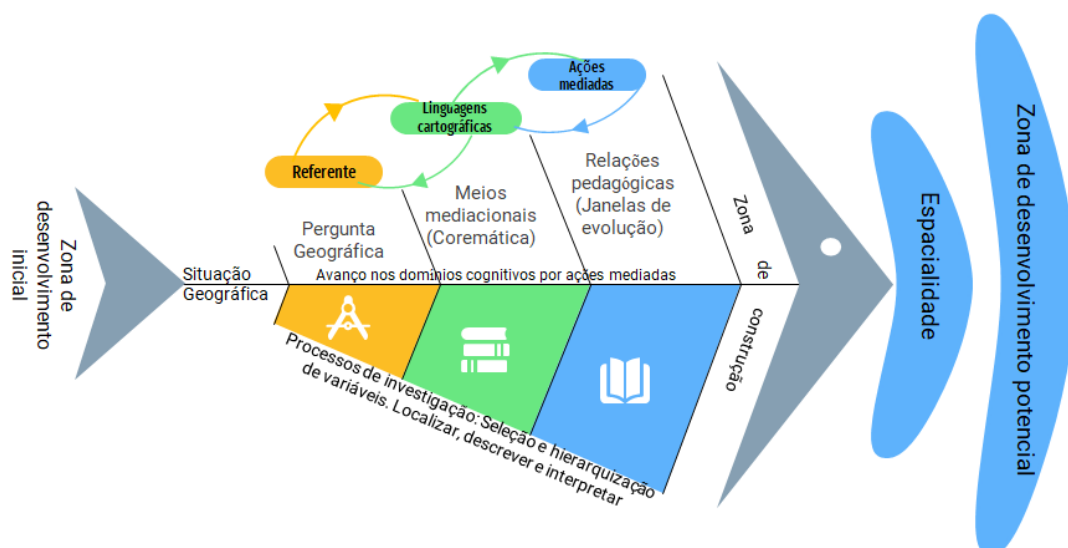 Zona de
desenvolvimento
inicial
Situação
Geográfica
Referente
Linguagens
cartográficas
Ações
mediadas
Pergunta
Geográfica
Meios
mediacionais
(Coremática)
Relações
pedagógicas
(Janelas de
evolução)
Avanço nos domínios cognitivos por ações mediadas
Processos de investigação: Seleção e hierarquização
de variáveis. Localizar, descrever e interpretar
Zona
de
construção
Espacialidade
Zona de desenvolvimento potencial